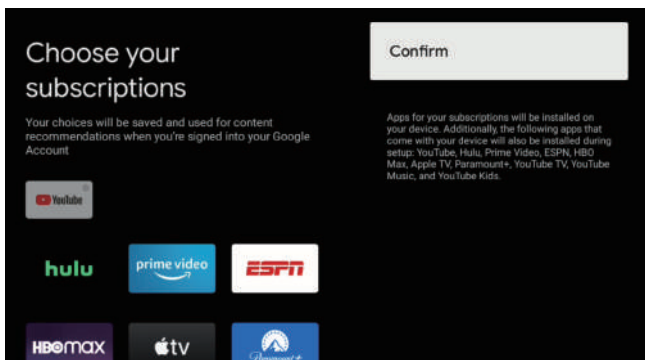 Choose your
subscriptions
Your choices will be saved and used for content
recommendations when you're signed into your Google
Account
YouTube
hulu
prime video
ESPN
HBOmax
tv
Paramount+
Confirm
Apps for your subscriptions will be installed on
your device. Additionally, the following apps that
come with your device will also be installed during
setup: YouTube, Hulu, Prime Video, ESPN, HBO
Max, Apple TV, Paramount+, YouTube TV, YouTube
Music, and YouTube Kids.